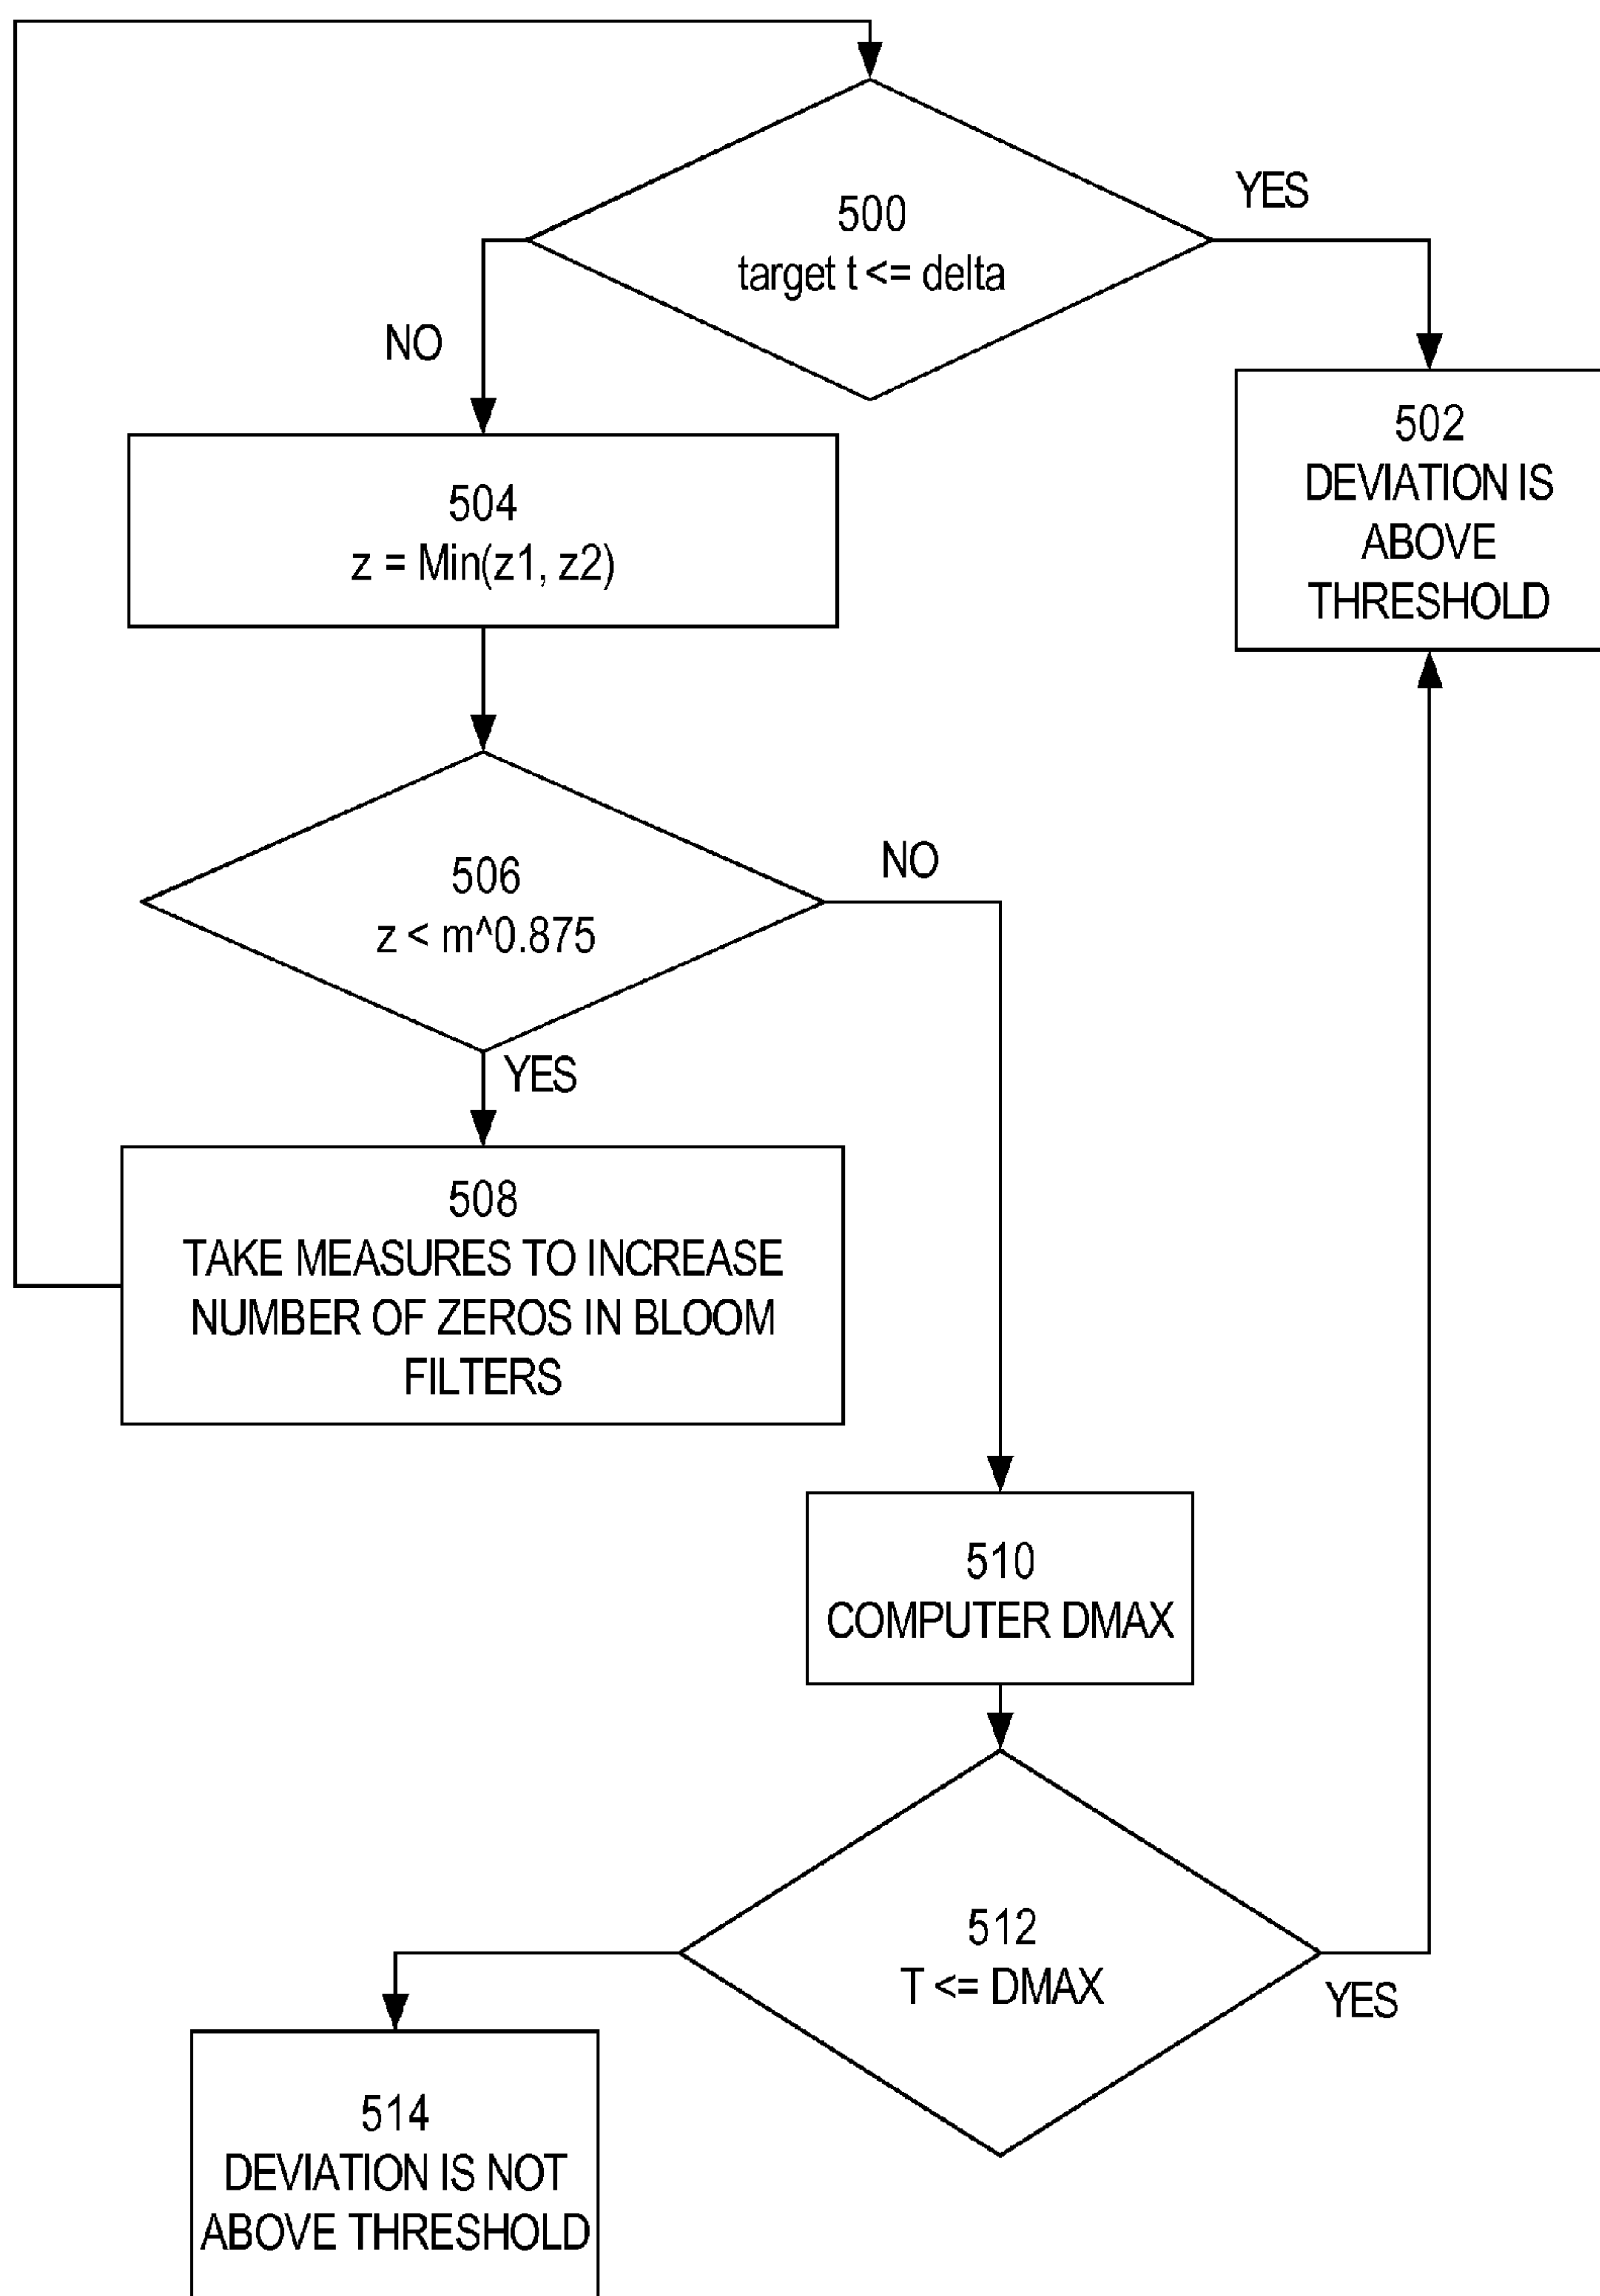 500
target t <= delta
YES
NO
502
DEVIATION IS
ABOVE
THRESHOLD
504
z = Min(z1, z2)
506
z < m^0.875
NO
YES
508
TAKE MEASURES TO INCREASE
NUMBER OF ZEROS IN BLOOM
FILTERS
510
COMPUTER DMAX
512
T <= DMAX
YES
514
DEVIATION IS NOT
ABOVE THRESHOLD